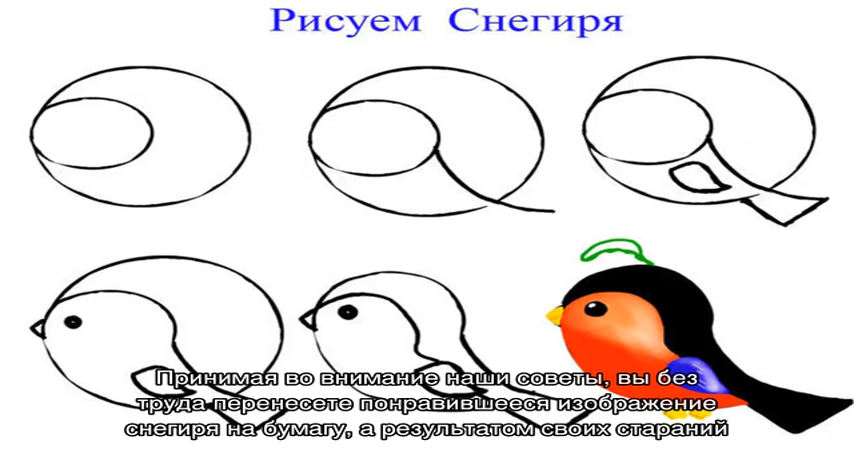 Рисуем Снегиря
Принимая во внимание наши советы, вы без
труда перенесете понравившееся изображение
снегиря на бумагу, а результатом своих стараний